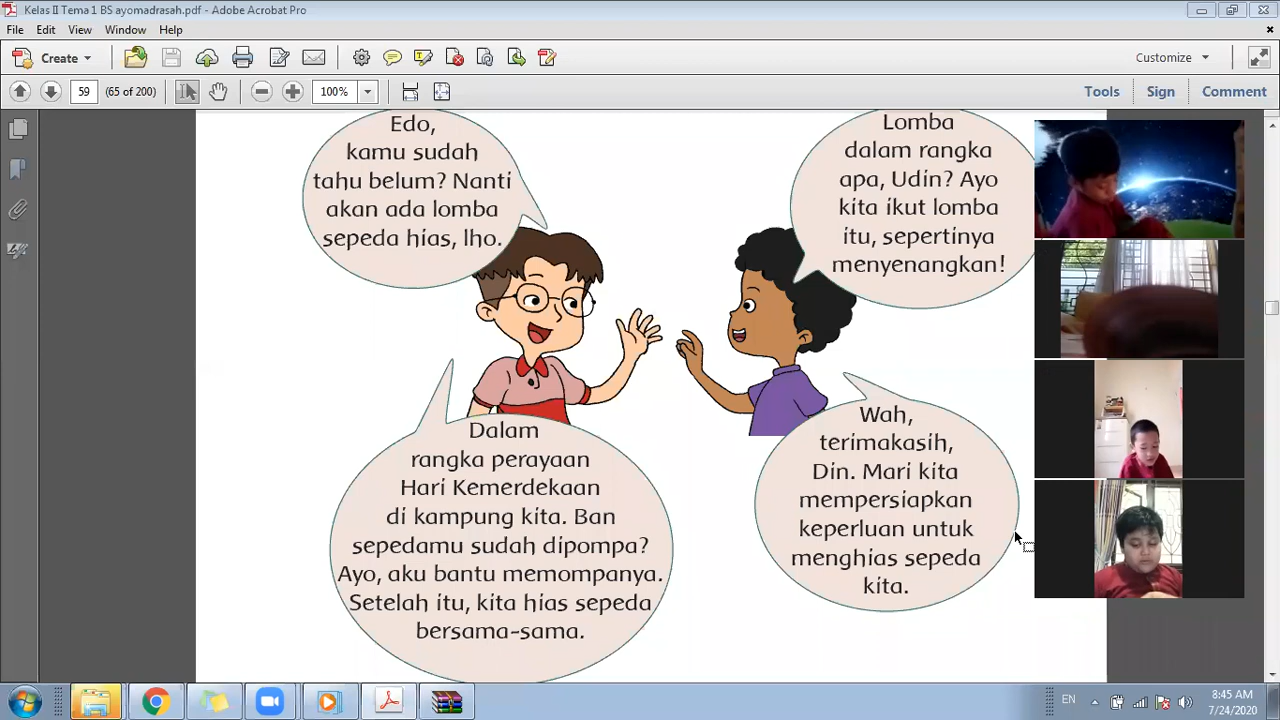 Kelas II Tema 1 BS ayomadrasah.pdf - Adobe Acrobat Pro
File Edit View Window Help
Create
Customize
59 (65 of 200)
100%
Tools Sign Comment
Edo,
kamu sudah
tahu belum? Nanti
akan ada lomba
sepeda hias, lho.
Lomba
dalam rangka
apa, Udin? Ayo
kita ikut lomba
itu, sepertinya
menyenangkan!
Dalam
rangka perayaan
Hari Kemerdekaan
di kampung kita. Ban
sepedamu sudah dipompa?
Ayo, aku bantu memompanya.
Setelah itu, kita hias sepeda
bersama-sama.
Wah,
terimakasih,
Din. Mari kita
mempersiapkan
keperluan untuk
menghias sepeda
kita.
EN
8:45 AM
7/24/2020